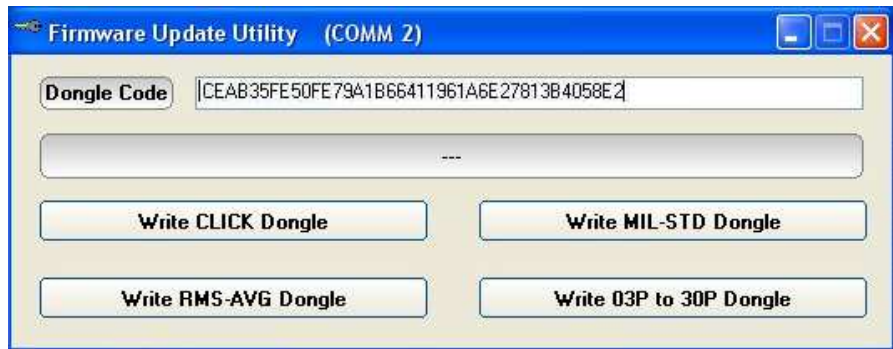 Firmware Update Utility (COMM 2)
Dongle Code CEAB35FE50FE79A1B66411961A6E27813B4058E2
---
Write CLICK Dongle Write MIL-STD Dongle
Write RMS-AVG Dongle Write 03P to 30P Dongle